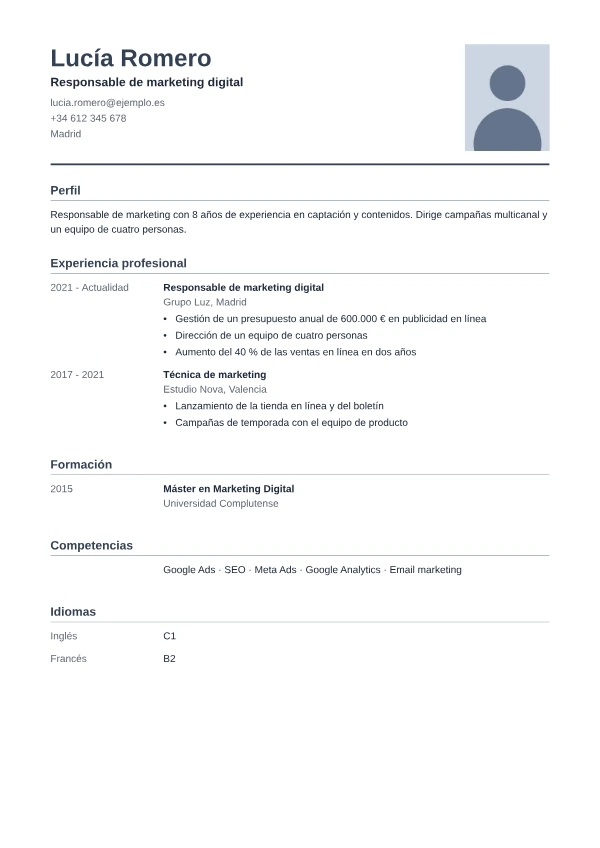 Lucía Romero
Responsable de marketing digital
lucia.romero@ejemplo.es
+34 612 345 678
Madrid
Perfil
Responsable de marketing con 8 años de experiencia en captación y contenidos. Dirige campañas multicanal y
un equipo de cuatro personas.
Experiencia profesional
2021 - Actualidad Responsable de marketing digital
Grupo Luz, Madrid
• Gestión de un presupuesto anual de 600.000 € en publicidad en línea
• Dirección de un equipo de cuatro personas
• Aumento del 40 % de las ventas en línea en dos años
2017 - 2021 Técnica de marketing
Estudio Nova, Valencia
• Lanzamiento de la tienda en línea y del boletín
• Campañas de temporada con el equipo de producto
Formación
2015 Máster en Marketing Digital
Universidad Complutense
Competencias
Google Ads · SEO · Meta Ads · Google Analytics · Email marketing
Idiomas
Inglés C1
Francés B2